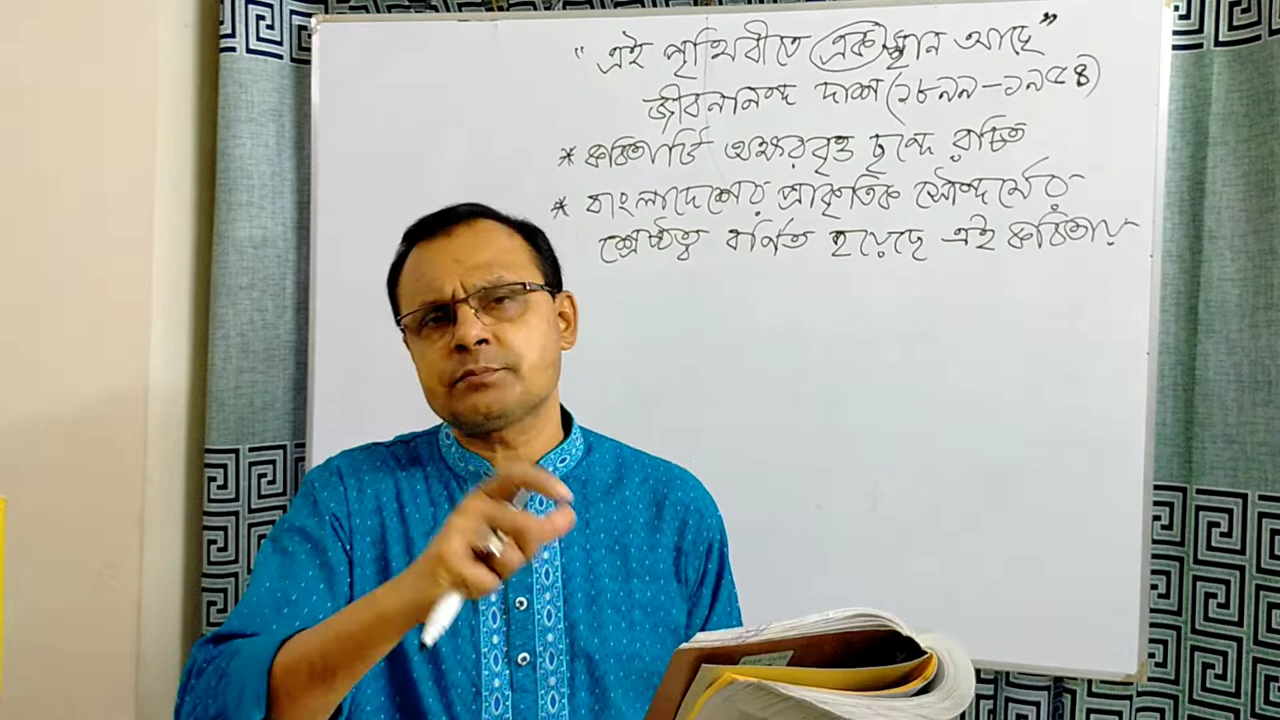 "এই পৃথিবীতে এক স্থান আছে"
জীবনানন্দ দাশ (১৮৯৯-১৯৫৪)
* কবিতাটি অক্ষরবৃত্ত ছন্দে রচিত
* বাংলাদেশের প্রাকৃতিক সৌন্দর্যের
শ্রেষ্ঠত্ব বর্ণিত হয়েছে এই কবিতায়